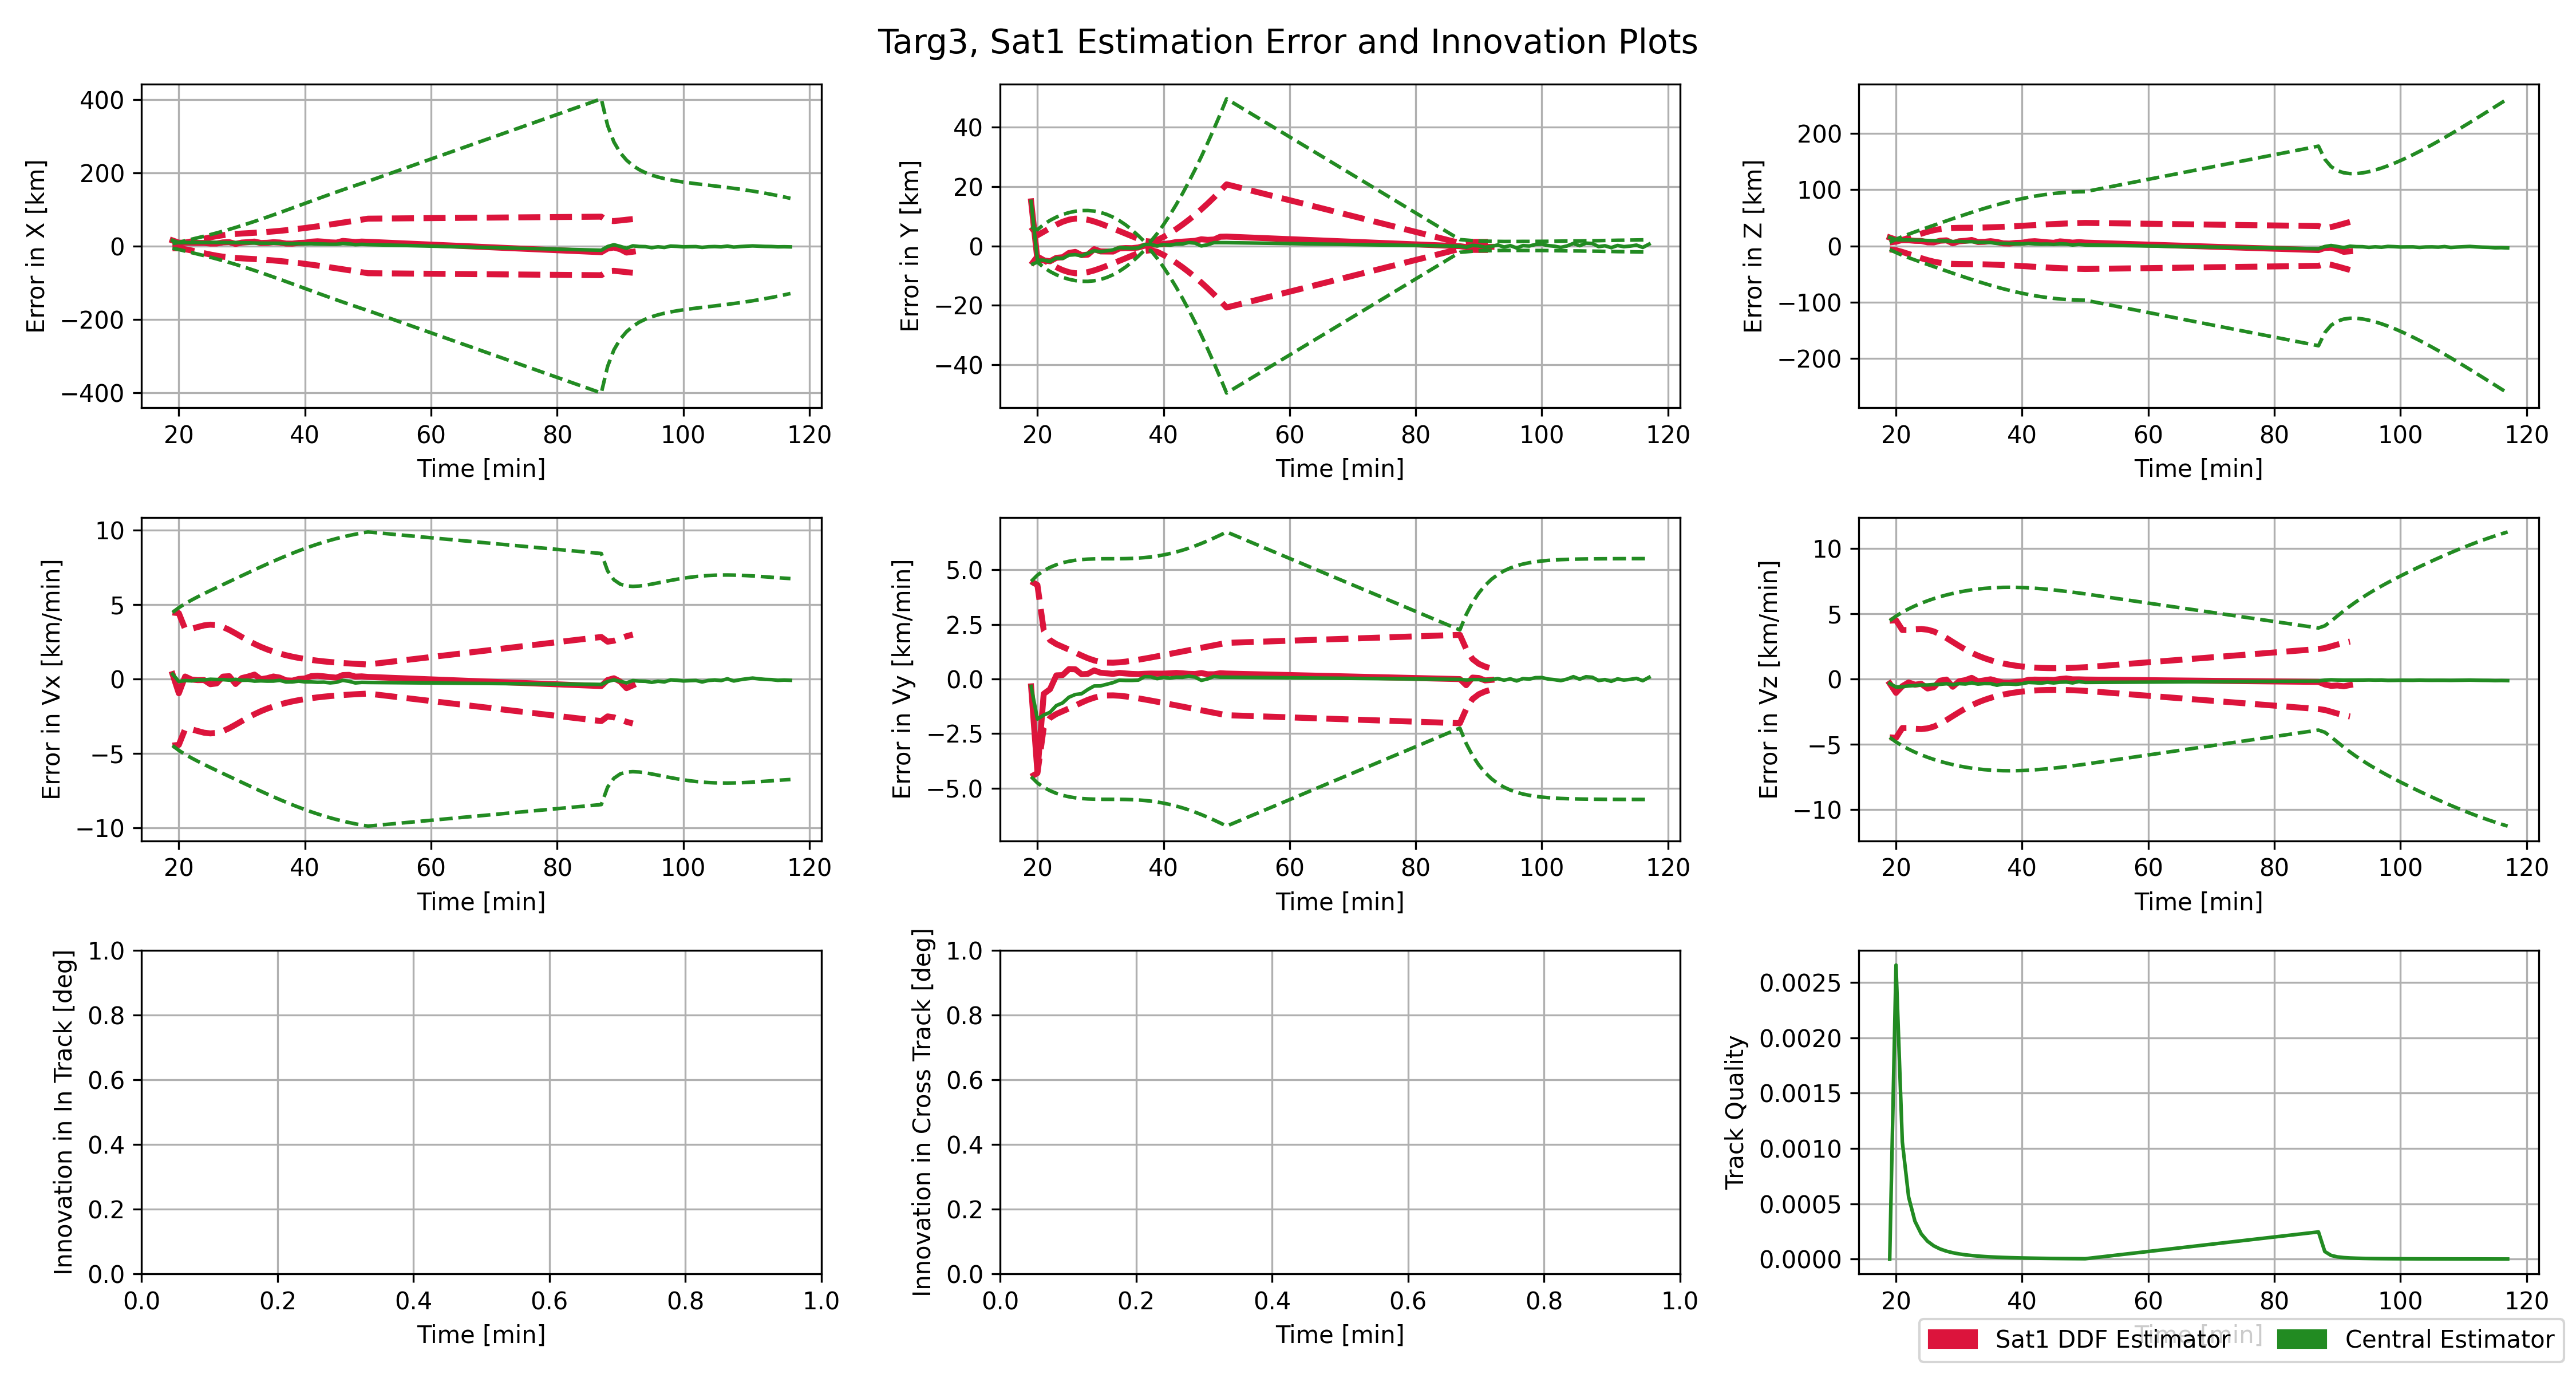 Targ3, Sat1 Estimation Error and Innovation Plots
Error in X [km]
400
200
0
−200
−400
20 40 60 80 100 120
Time [min]
Error in Y [km]
40
20
0
−20
−40
20 40 60 80 100 120
Time [min]
Error in Z [km]
200
100
0
−100
−200
20 40 60 80 100 120
Time [min]
Error in Vx [km/min]
10
5
0
−5
−10
20 40 60 80 100 120
Time [min]
Error in Vy [km/min]
5.0
2.5
0.0
−2.5
−5.0
20 40 60 80 100 120
Time [min]
Error in Vz [km/min]
10
5
0
−5
−10
20 40 60 80 100 120
Time [min]
Innovation in In Track [deg]
1.0
0.8
0.6
0.4
0.2
0.0
0.0 0.2 0.4 0.6 0.8 1.0
Time [min]
Innovation in Cross Track [deg]
1.0
0.8
0.6
0.4
0.2
0.0
0.0 0.2 0.4 0.6 0.8 1.0
Time [min]
Track Quality
0.0025
0.0020
0.0015
0.0010
0.0005
0.0000
20 40 60 80 100 120
Time [min]
Sat1 DDF Estimator Central Estimator